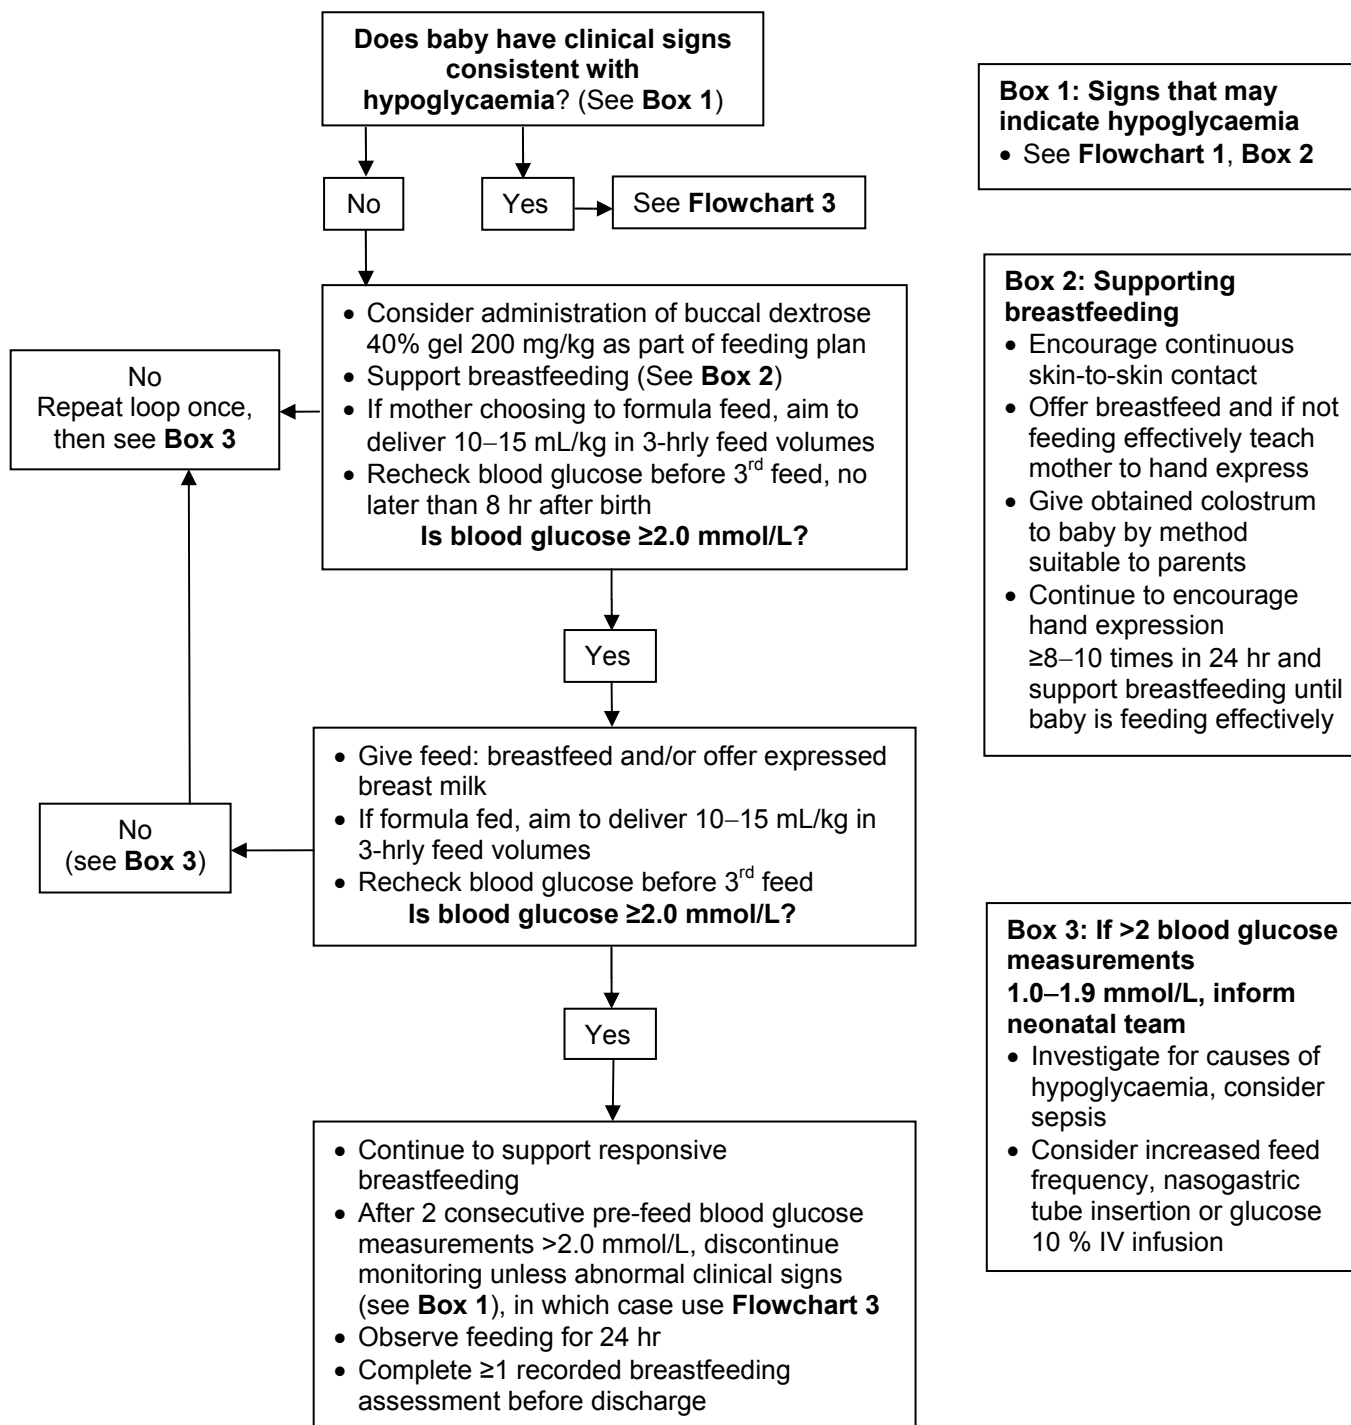 Does baby have clinical signs
consistent with
hypoglycaemia? (See Box 1)
No
Yes
See Flowchart 3
• Consider administration of buccal dextrose
40% gel 200 mg/kg as part of feeding plan
• Support breastfeeding (See Box 2)
• If mother choosing to formula feed, aim to
deliver 10–15 mL/kg in 3-hrly feed volumes
• Recheck blood glucose before 3rd feed, no
later than 8 hr after birth
Is blood glucose ≥2.0 mmol/L?
No
Repeat loop once,
then see Box 3
Yes
• Give feed: breastfeed and/or offer expressed
breast milk
• If formula fed, aim to deliver 10–15 mL/kg in
3-hrly feed volumes
• Recheck blood glucose before 3rd feed
Is blood glucose ≥2.0 mmol/L?
No
(see Box 3)
Yes
• Continue to support responsive
breastfeeding
• After 2 consecutive pre-feed blood glucose
measurements >2.0 mmol/L, discontinue
monitoring unless abnormal clinical signs
(see Box 1), in which case use Flowchart 3
• Observe feeding for 24 hr
• Complete ≥1 recorded breastfeeding
assessment before discharge
Box 1: Signs that may
indicate hypoglycaemia
• See Flowchart 1, Box 2
Box 2: Supporting
breastfeeding
• Encourage continuous
skin-to-skin contact
• Offer breastfeed and if not
feeding effectively teach
mother to hand express
• Give obtained colostrum
to baby by method
suitable to parents
• Continue to encourage
hand expression
≥8–10 times in 24 hr and
support breastfeeding until
baby is feeding effectively
Box 3: If >2 blood glucose
measurements
1.0–1.9 mmol/L, inform
neonatal team
• Investigate for causes of
hypoglycaemia, consider
sepsis
• Consider increased feed
frequency, nasogastric
tube insertion or glucose
10 % IV infusion